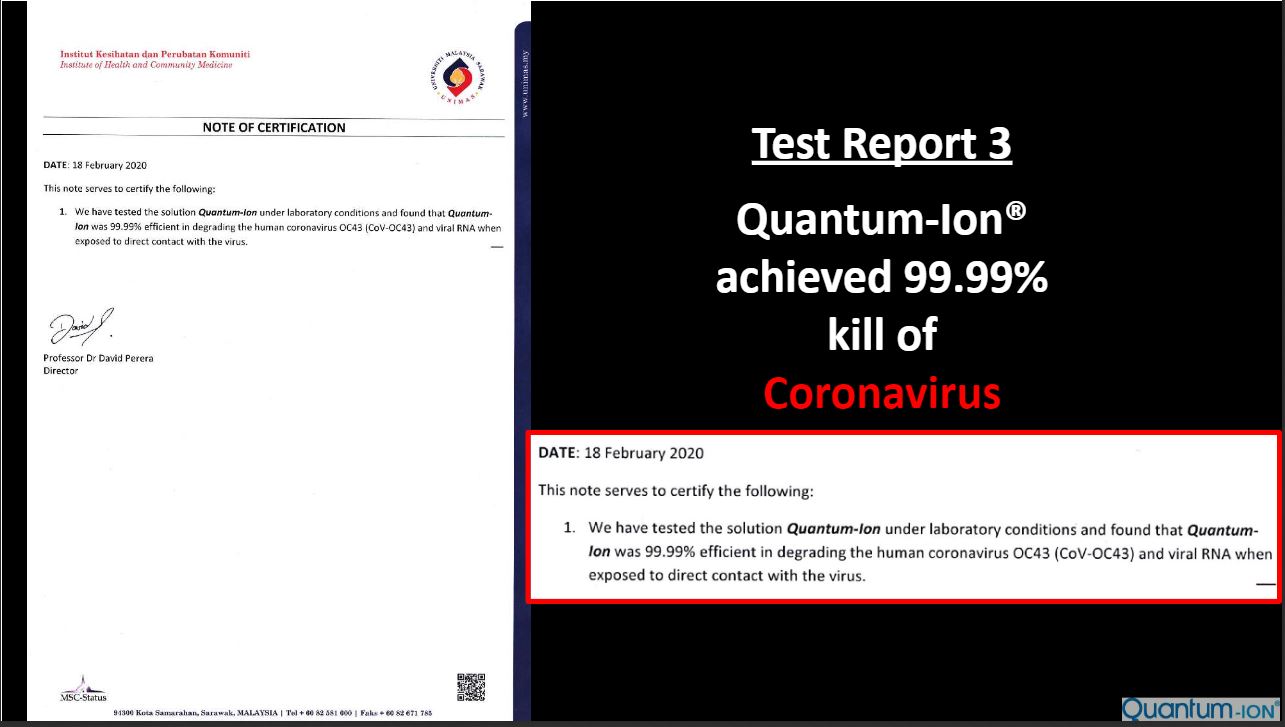 Institut Kesihatan dan Perubatan Komuniti
Institute of Health and Community Medicine
UNIVERSITI MALAYSIA SARAWAK
UNIMAS
www.unimas.my
NOTE OF CERTIFICATION
DATE: 18 February 2020
This note serves to certify the following:
1. We have tested the solution Quantum-Ion under laboratory conditions and found that Quantum-
Ion was 99.99% efficient in degrading the human coronavirus OC43 (CoV-OC43) and viral RNA when
exposed to direct contact with the virus.
Professor Dr David Perera
Director
MSC-Status
94300 Kota Samarahan, Sarawak, MALAYSIA | Tel + 60 82 581 000 | Faks + 60 82 671 785
Test Report 3
Quantum-Ion®
achieved 99.99%
kill of
Coronavirus
DATE: 18 February 2020
This note serves to certify the following:
1. We have tested the solution Quantum-Ion under laboratory conditions and found that Quantum-
Ion was 99.99% efficient in degrading the human coronavirus OC43 (CoV-OC43) and viral RNA when
exposed to direct contact with the virus.
Quantum-ION®